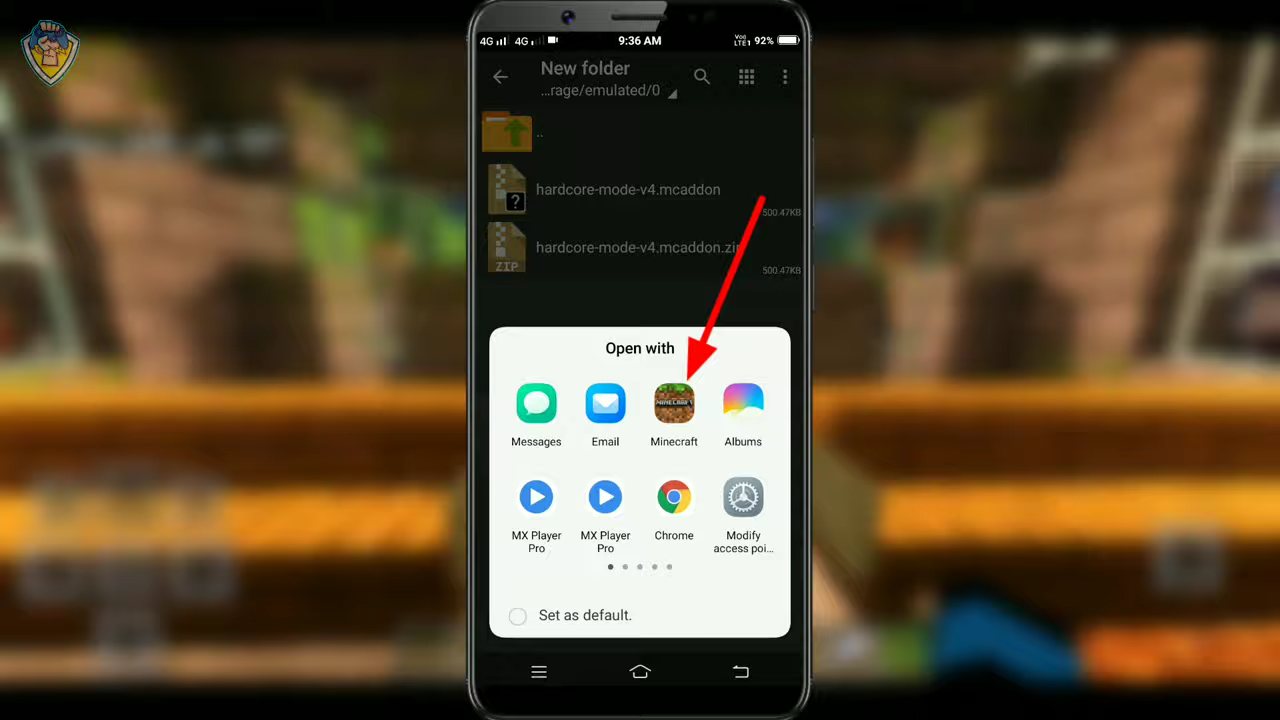 4G 4G 9:36 AM VoD LTE1 92%
New folder
...rage/emulated/0
..
hardcore-mode-v4.mcaddon
500.47KB
hardcore-mode-v4.mcaddon.zip
ZIP
500.47KB
Open with
Messages Email Minecraft Albums
MX Player Pro MX Player Pro Chrome Modify access poi...
Set as default.